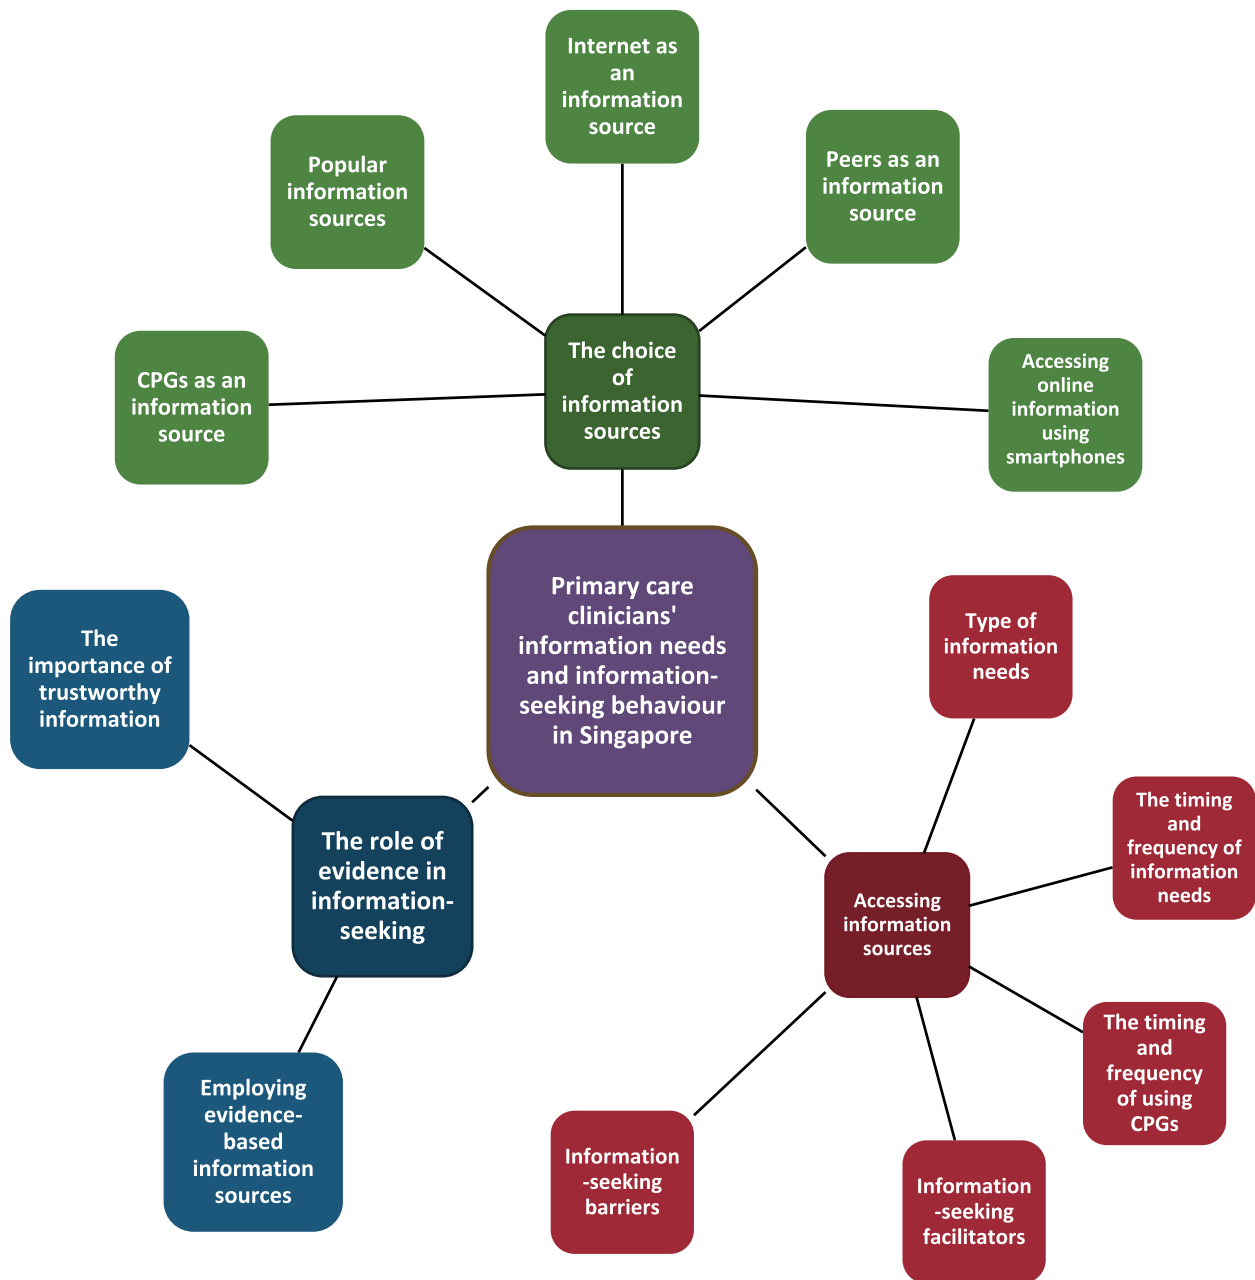 Internet as
an
information
source
Popular
information
sources
Peers as an
information
source
CPGs as an
information
source
The choice
of
information
sources
Accessing
online
information
using
smartphones
Primary care
clinicians'
information needs
and information-
seeking behaviour
in Singapore
The
importance of
trustworthy
information
Type of
information
needs
The timing
and
frequency of
information
needs
The role of
evidence in
information-
seeking
Accessing
information
sources
The timing
and
frequency
of using
CPGs
Employing
evidence-
based
information
sources
Information
-seeking
barriers
Information
-seeking
facilitators